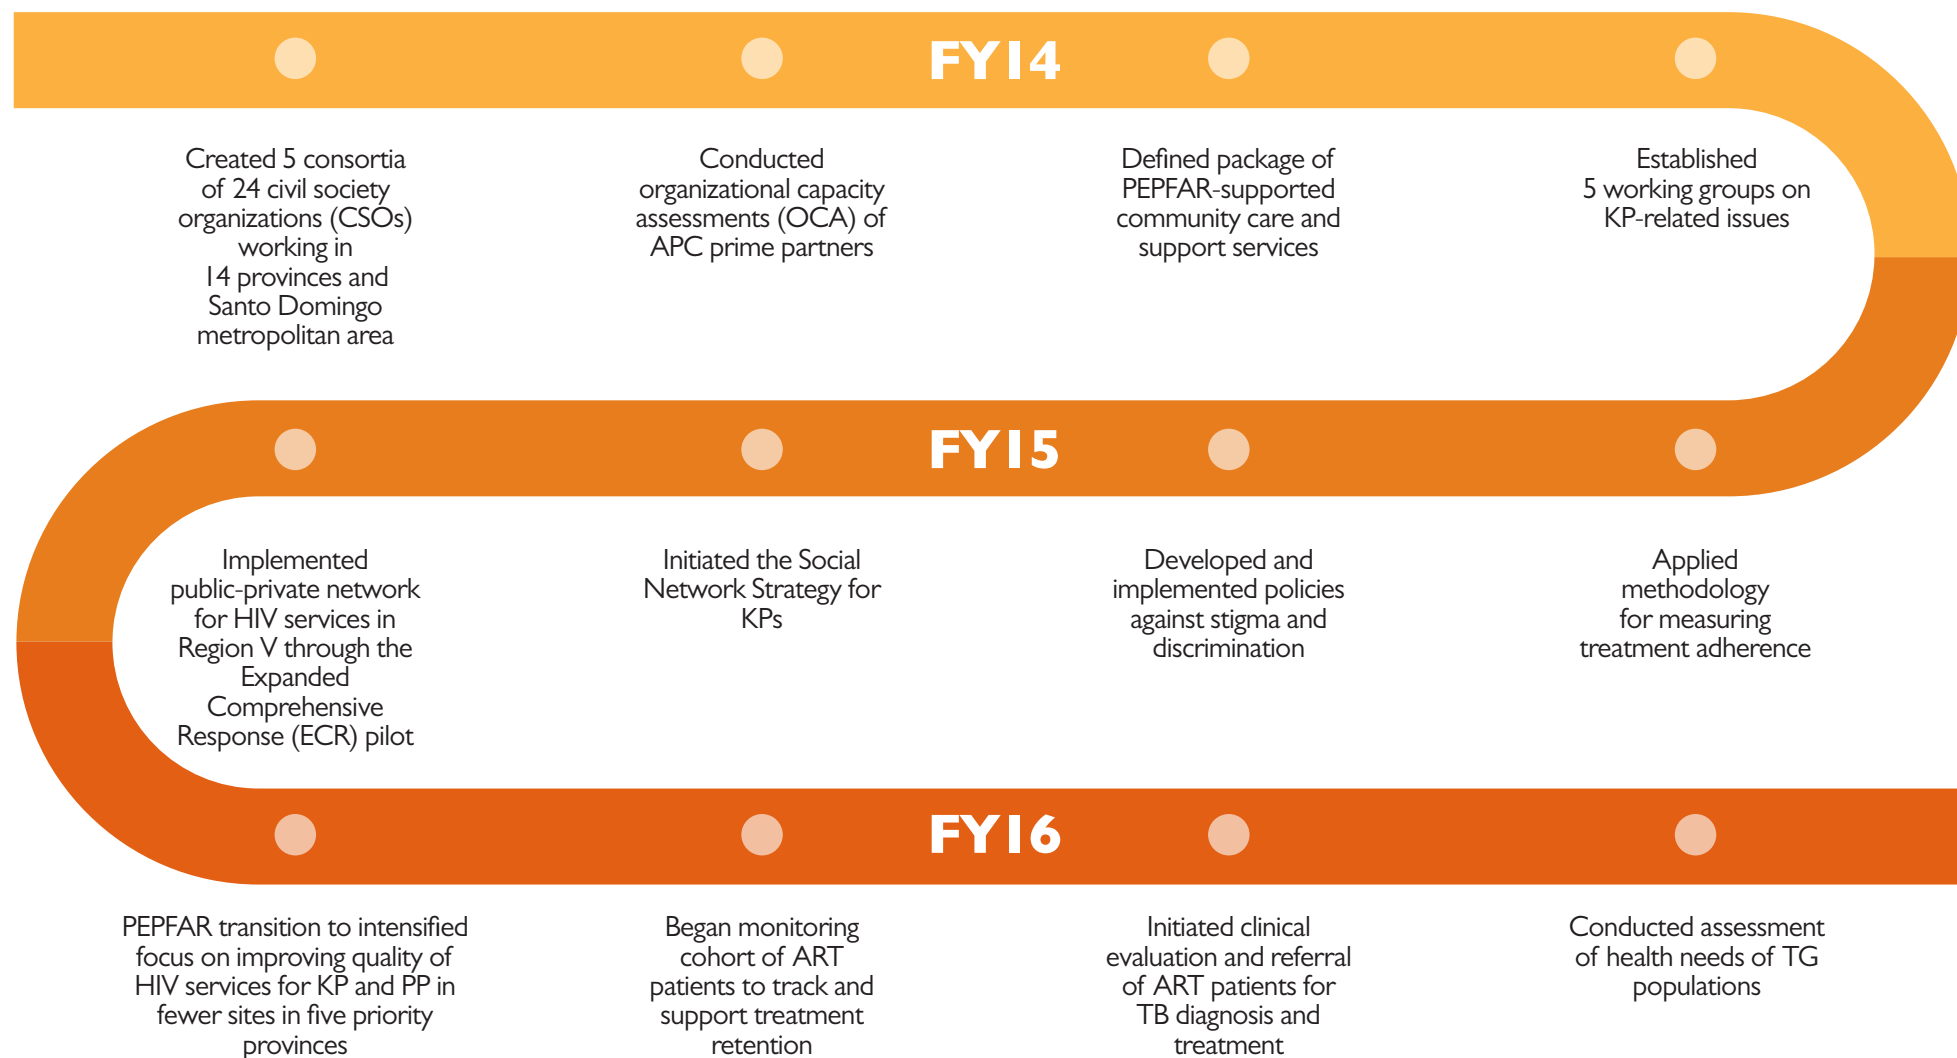 FY14
Created 5 consortia
of 24 civil society
organizations (CSOs)
working in
14 provinces and
Santo Domingo
metropolitan area
Conducted
organizational capacity
assessments (OCA) of
APC prime partners
Defined package of
PEPFAR-supported
community care and
support services
Established
5 working groups on
KP-related issues
FY15
Implemented
public-private network
for HIV services in
Region V through the
Expanded
Comprehensive
Response (ECR) pilot
Initiated the Social
Network Strategy for
KPs
Developed and
implemented policies
against stigma and
discrimination
Applied
methodology
for measuring
treatment adherence
FY16
PEPFAR transition to intensified
focus on improving quality of
HIV services for KP and PP in
fewer sites in five priority
provinces
Began monitoring
cohort of ART
patients to track and
support treatment
retention
Initiated clinical
evaluation and referral
of ART patients for
TB diagnosis and
treatment
Conducted assessment
of health needs of TG
populations